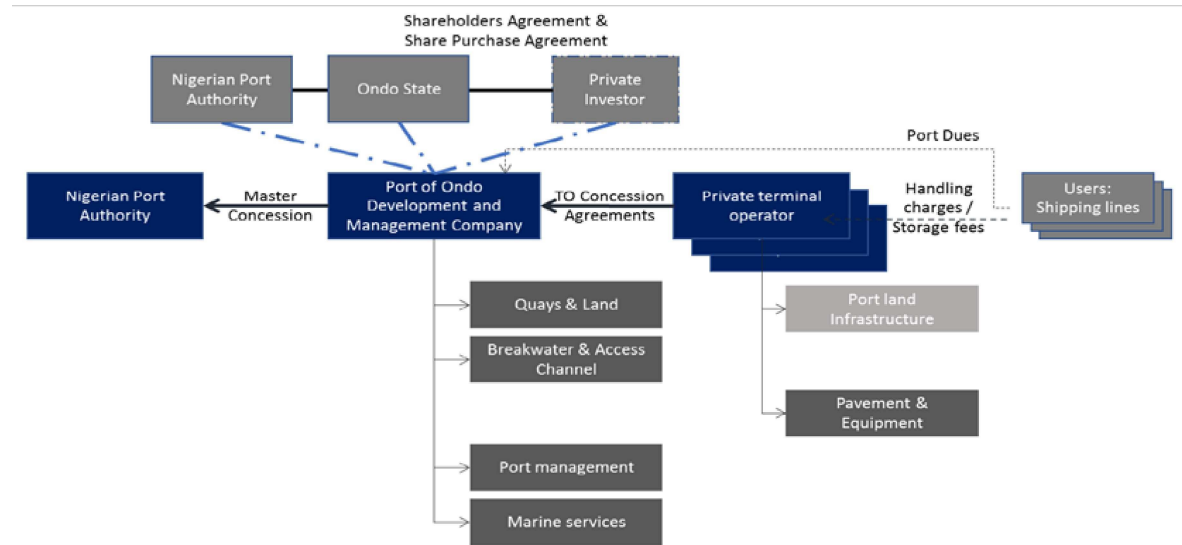 Shareholders Agreement &
Share Purchase Agreement
Nigerian Port
Authority
Ondo State
Private
Investor
Port Dues
Nigerian Port
Authority
Master
Concession
Port of Ondo
Development and
Management Company
TO Concession
Agreements
Private terminal
operator
Handling
charges /
Storage fees
Users:
Shipping lines
Quays & Land
Breakwater & Access
Channel
Port management
Marine services
Port land
Infrastructure
Pavement &
Equipment